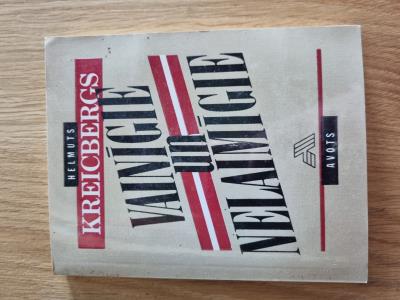 HELMUTS
KREICBERGS
VAINĪGIE
un
NELAIMĪGIE
AVOTS